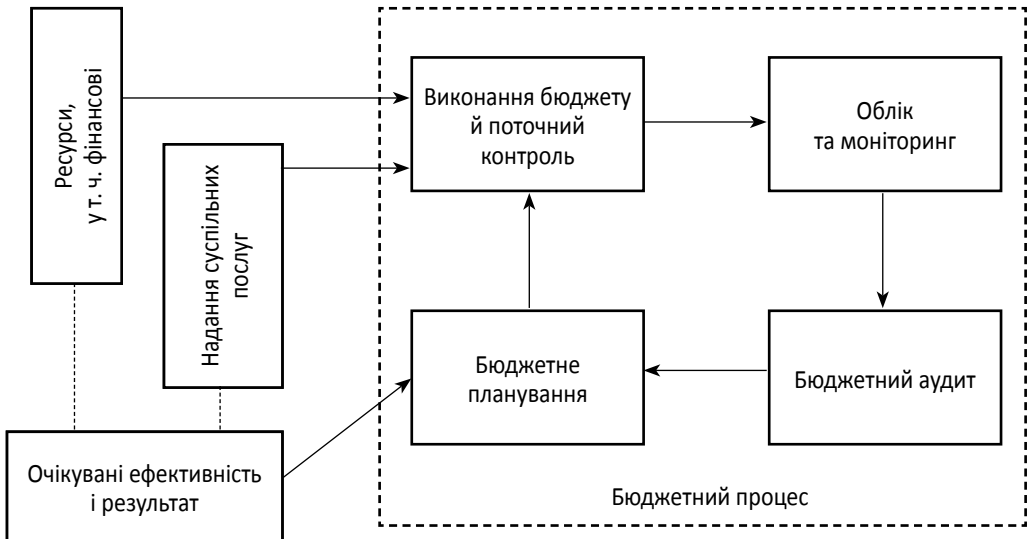 Ресурси,
у т. ч. фінансові
Надання суспільних
послуг
Очікувані ефективність
і результат
Виконання бюджету
й поточний
контроль
Облік
та моніторинг
Бюджетне
планування
Бюджетний аудит
Бюджетний процес